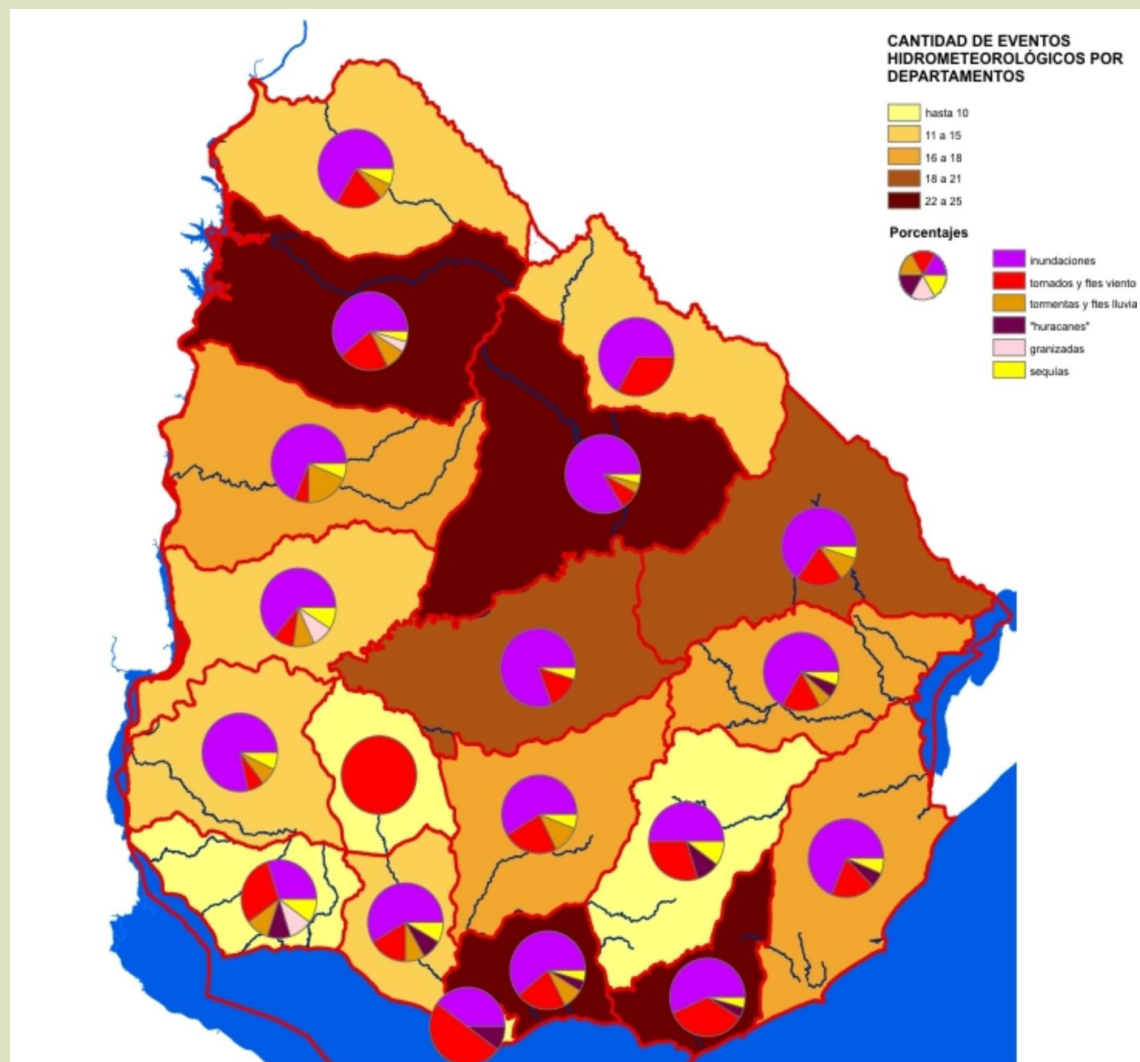 CANTIDAD DE EVENTOS
HIDROMETEOROLÓGICOS POR
DEPARTAMENTOS
hasta 10
11 a 15
16 a 18
18 a 21
22 a 25
Porcentajes
inundaciones
tornados y ftes viento
tormentas y ftes lluvia
"huracanes"
granizadas
sequías